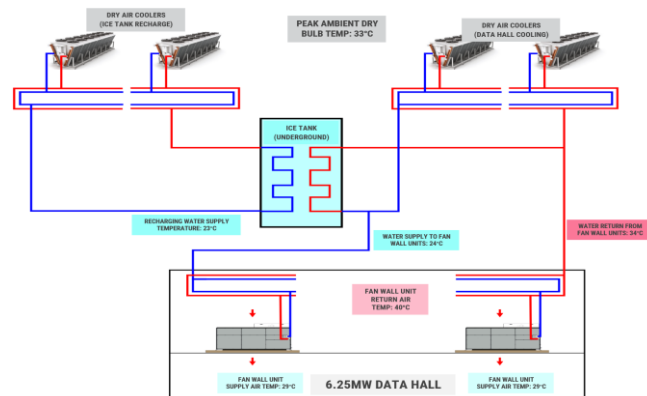 DRY AIR COOLERS
(ICE TANK RECHARGE)
PEAK AMBIENT DRY
BULB TEMP: 33°C
DRY AIR COOLERS
(DATA HALL COOLING)
ICE TANK
(UNDERGROUND)
RECHARGING WATER SUPPLY
TEMPERATURE: 23°C
WATER SUPPLY TO FAN
WALL UNITS: 24°C
WATER RETURN FROM
FAN WALL UNITS: 34°C
FAN WALL UNIT
RETURN AIR
TEMP: 40°C
FAN WALL UNIT
SUPPLY AIR TEMP: 29°C
6.25MW DATA HALL
FAN WALL UNIT
SUPPLY AIR TEMP: 29°C